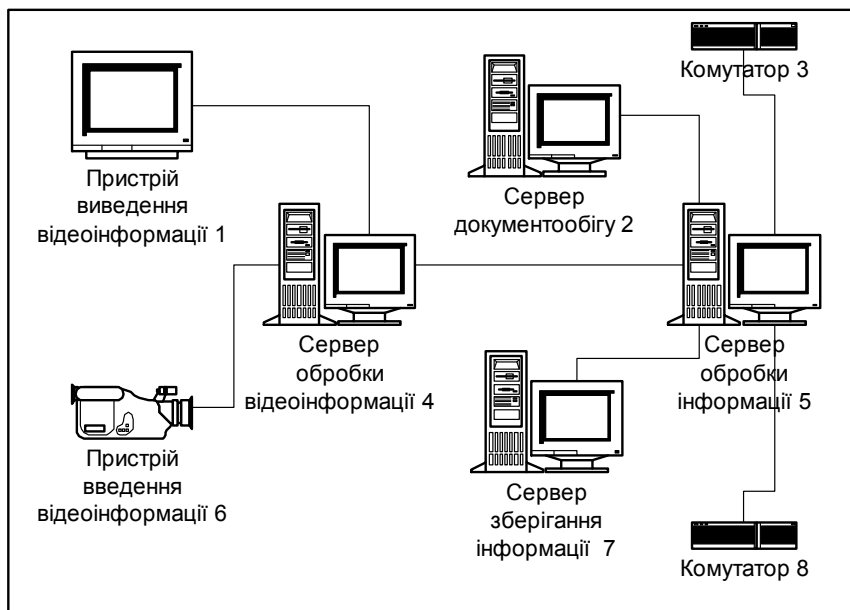 Пристрій
виведення
відеоінформації 1
Сервер
документообігу 2
Комутатор 3
Сервер
обробки
відеоінформації 4
Сервер
обробки
інформації 5
Пристрій
введення
відеоінформації 6
Сервер
зберігання
інформації 7
Комутатор 8